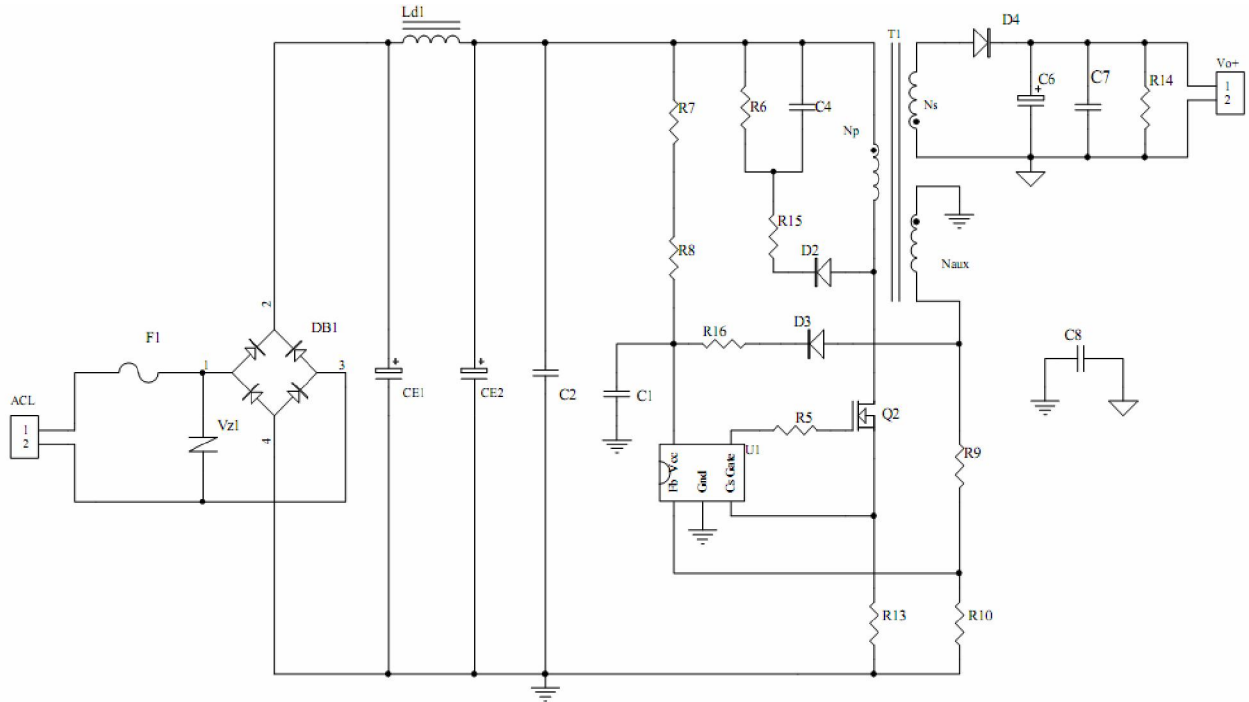 Ld1
D4
T1
Vo+
C6
C7
R14
1
2
R7
R6
C4
Np
Ns
R15
R8
D2
Naux
2
F1
DB1
R16
D3
C8
1
3
ACL
CE1
CE2
C2
C1
Q2
1
2
Vz1
4
R5
U1
R9
Fb Vcc
Gnd
Cs Gate
R13
R10
+
+
+